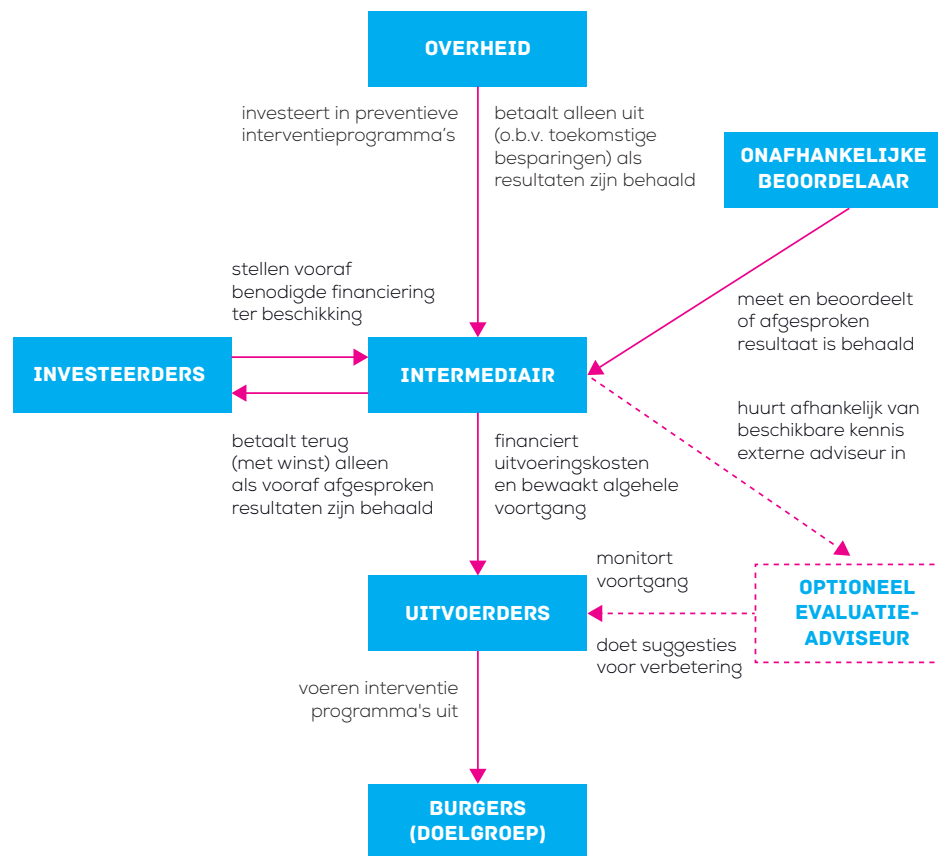 OVERHEID
investeert in preventieve
interventieprogramma's
betaalt alleen uit
(o.b.v. toekomstige
besparingen) als
resultaten zijn behaald
ONAFHANKELIJKE
BEOORDELAAR
stellen vooraf
benodigde financiering
ter beschikking
meet en beoordeelt
of afgesproken
resultaat is behaald
INVESTEERDERS
INTERMEDIAIR
huurt afhankelijk van
beschikbare kennis
externe adviseur in
betaalt terug
(met winst) alleen
als vooraf afgesproken
resultaten zijn behaald
financiert
uitvoeringskosten
en bewaakt algehele
voortgang
monitort
voortgang
OPTIONEEL
EVALUATIE-
ADVISEUR
UITVOERDERS
doet suggesties
voor verbetering
voeren interventie
programma's uit
BURGERS
(DOELGROEP)